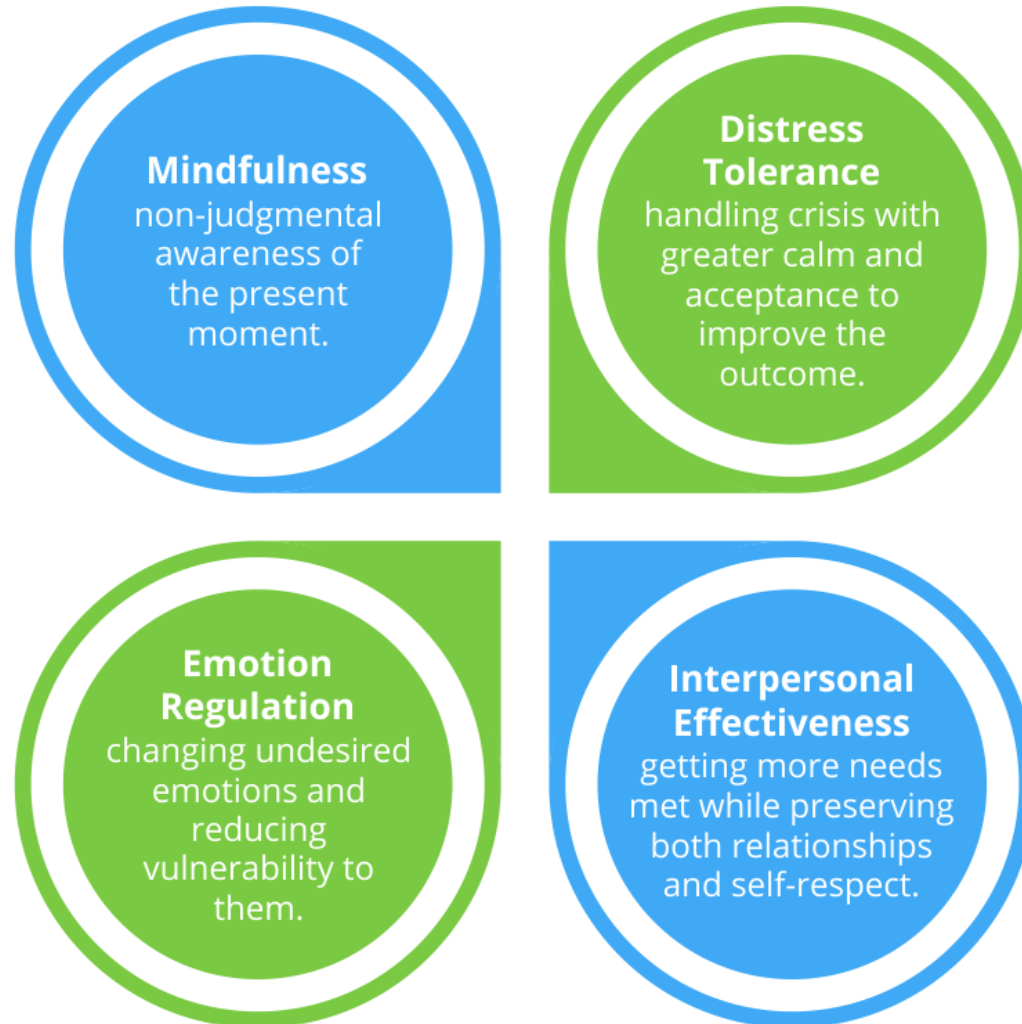 Mindfulness
non-judgmental
awareness of
the present
moment.
Distress
Tolerance
handling crisis with
greater calm and
acceptance to
improve the
outcome.
Emotion
Regulation
changing undesired
emotions and
reducing
vulnerability to
them.
Interpersonal
Effectiveness
getting more needs
met while preserving
both relationships
and self-respect.